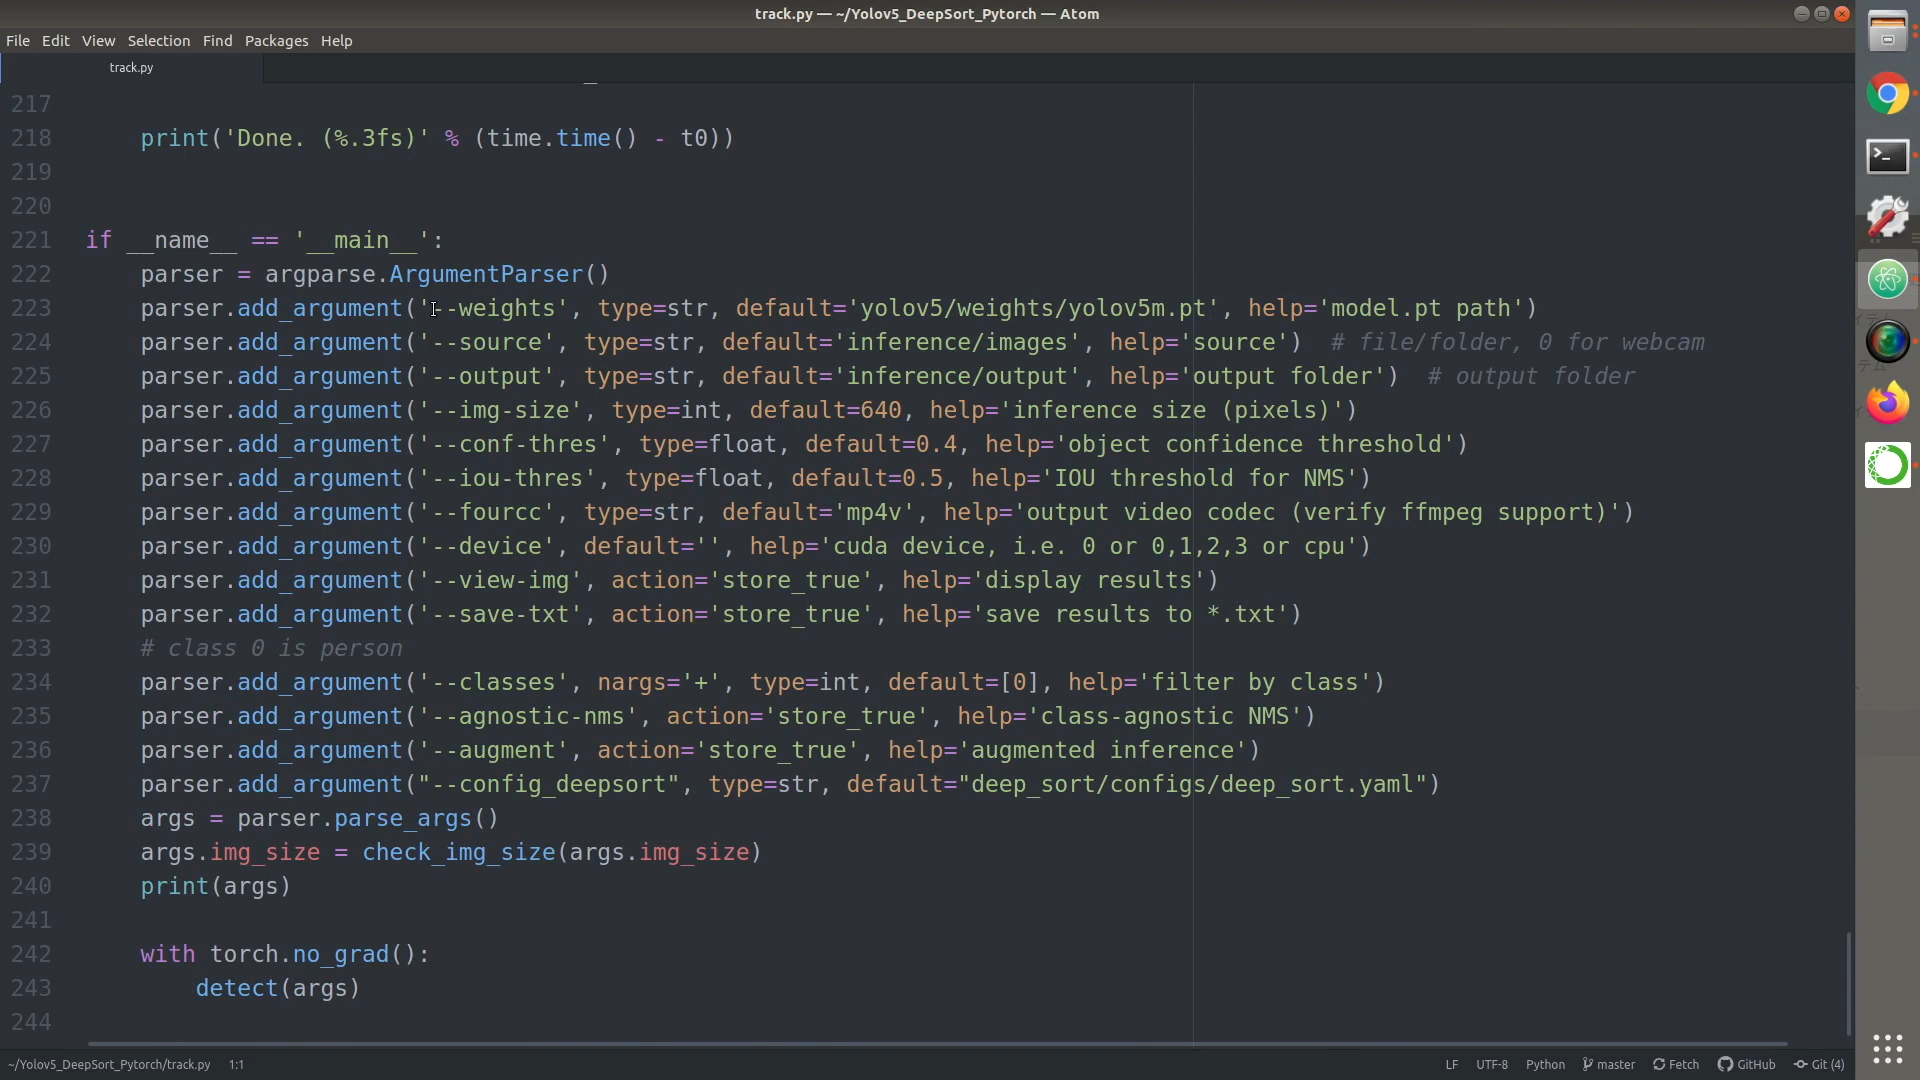 track.py — ~/Yolov5_DeepSort_Pytorch — Atom
File Edit View Selection Find Packages Help
track.py
217
218     print('Done. (%.3fs)' % (time.time() - t0))
219
220
221 if __name__ == '__main__':
222     parser = argparse.ArgumentParser()
223     parser.add_argument('--weights', type=str, default='yolov5/weights/yolov5m.pt', help='model.pt path')
224     parser.add_argument('--source', type=str, default='inference/images', help='source')  # file/folder, 0 for webcam
225     parser.add_argument('--output', type=str, default='inference/output', help='output folder')  # output folder
226     parser.add_argument('--img-size', type=int, default=640, help='inference size (pixels)')
227     parser.add_argument('--conf-thres', type=float, default=0.4, help='object confidence threshold')
228     parser.add_argument('--iou-thres', type=float, default=0.5, help='IOU threshold for NMS')
229     parser.add_argument('--fourcc', type=str, default='mp4v', help='output video codec (verify ffmpeg support)')
230     parser.add_argument('--device', default='', help='cuda device, i.e. 0 or 0,1,2,3 or cpu')
231     parser.add_argument('--view-img', action='store_true', help='display results')
232     parser.add_argument('--save-txt', action='store_true', help='save results to *.txt')
233     # class 0 is person
234     parser.add_argument('--classes', nargs='+', type=int, default=[0], help='filter by class')
235     parser.add_argument('--agnostic-nms', action='store_true', help='class-agnostic NMS')
236     parser.add_argument('--augment', action='store_true', help='augmented inference')
237     parser.add_argument("--config_deepsort", type=str, default="deep_sort/configs/deep_sort.yaml")
238     args = parser.parse_args()
239     args.img_size = check_img_size(args.img_size)
240     print(args)
241
242     with torch.no_grad():
243         detect(args)
244
~/Yolov5_DeepSort_Pytorch/track.py 1:1 LF UTF-8 Python master Fetch GitHub Git (4)